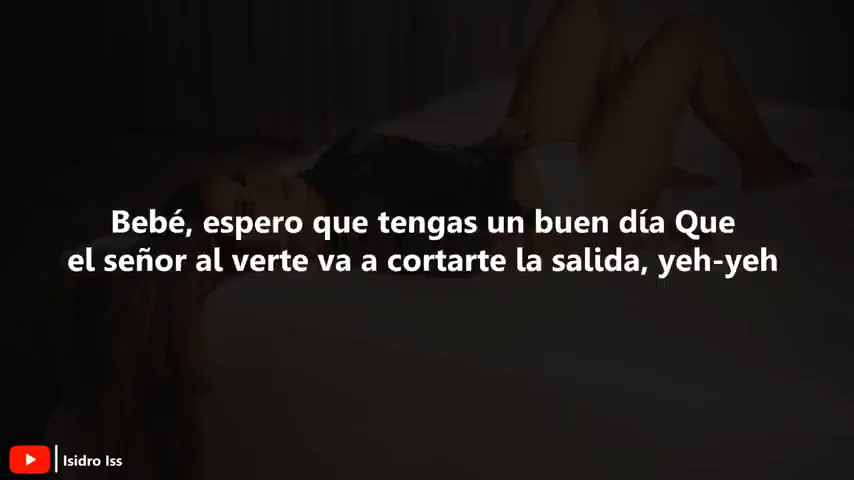 Bebé, espero que tengas un buen día Que
el señor al verte va a cortarte la salida, yeh-yeh
Isidro Iss